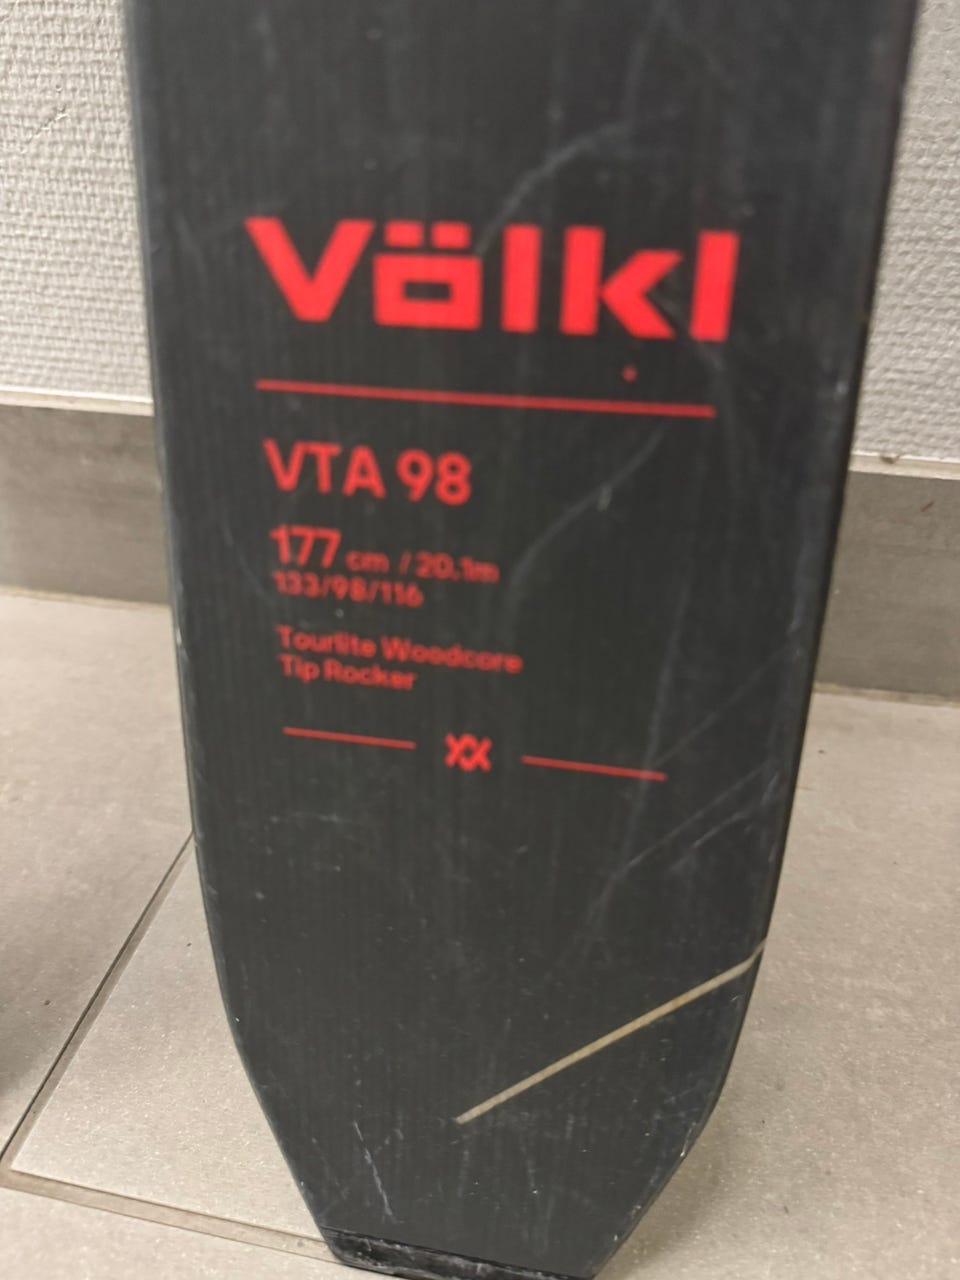 Völkl
VTA 98
177 cm / 20.1m
133/98/116
Tourlite Woodcore
Tip Rocker